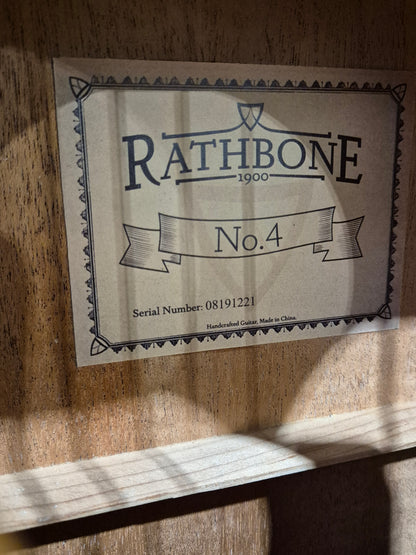 RATHBONE
1900
No.4
Serial Number: 08191221
Handcrafted Guitar, Made in China.